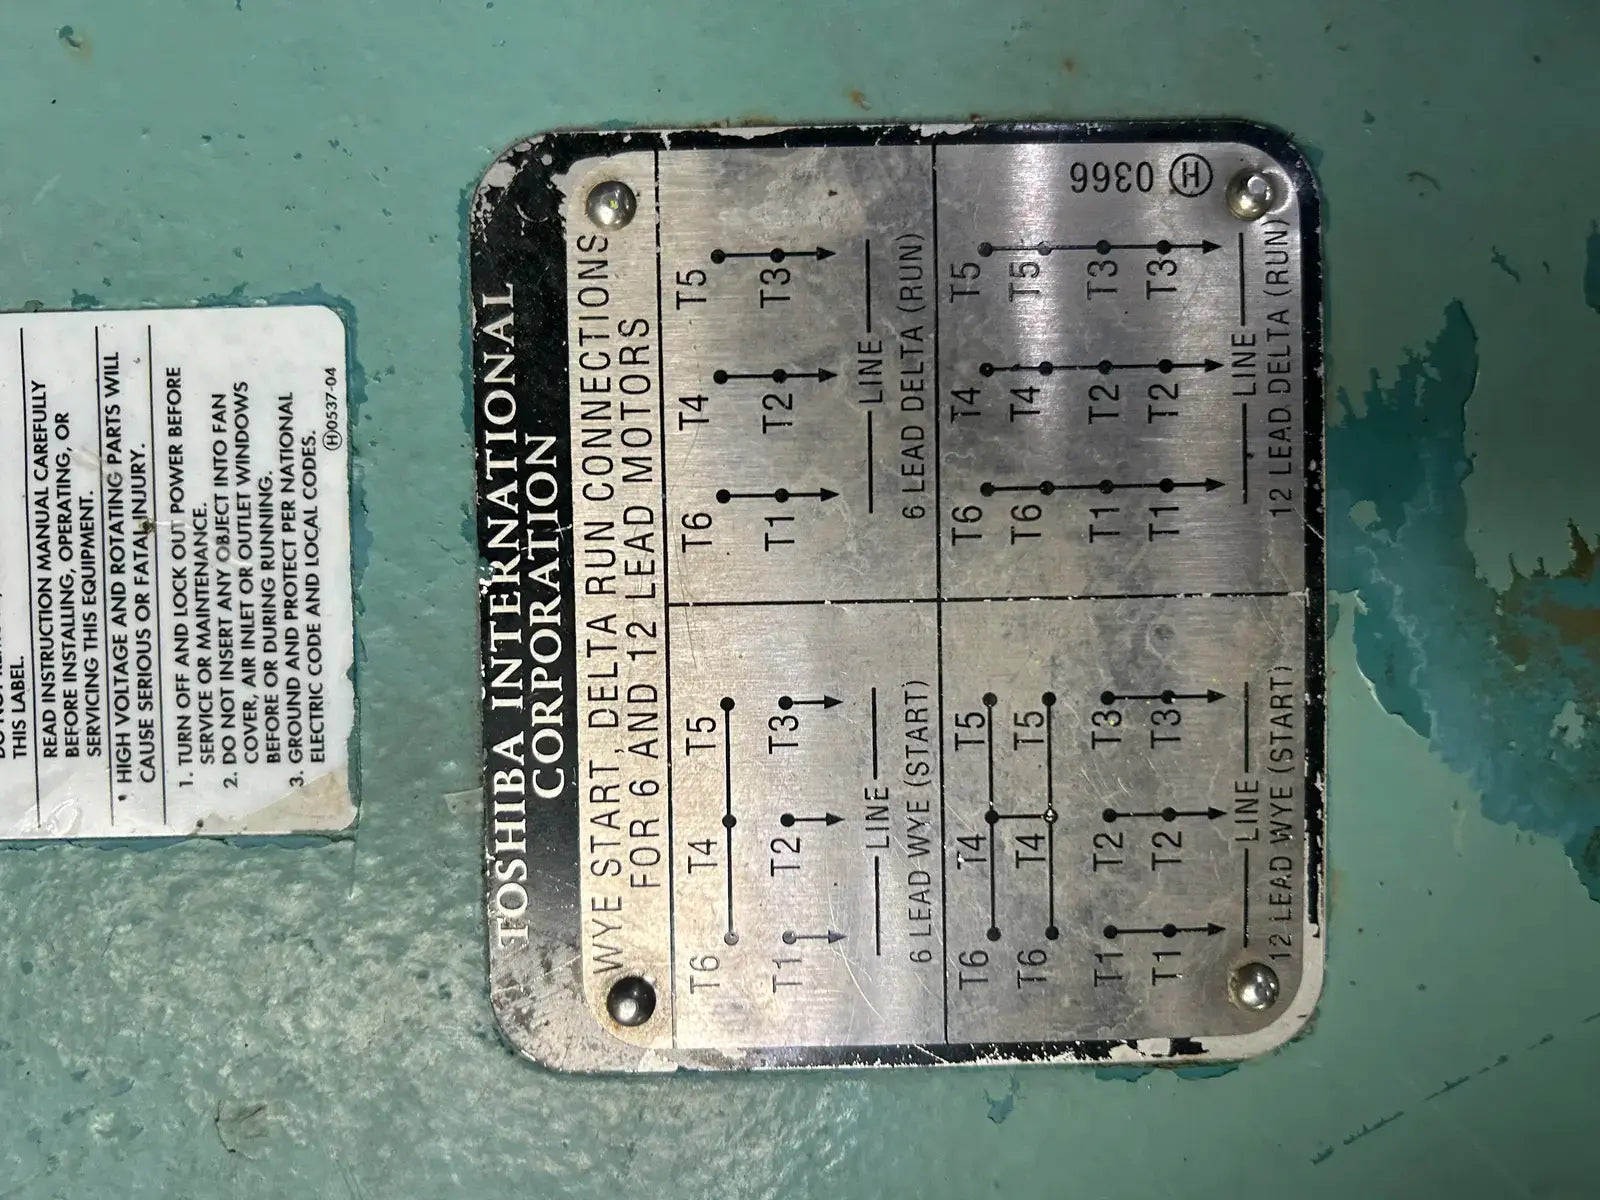 THIS LABEL.
READ INSTRUCTION MANUAL CAREFULLY
BEFORE INSTALLING, OPERATING, OR
SERVICING THIS EQUIPMENT.
HIGH VOLTAGE AND ROTATING PARTS WILL
CAUSE SERIOUS OR FATAL INJURY.
1. TURN OFF AND LOCK OUT POWER BEFORE
SERVICE OR MAINTENANCE.
2. DO NOT INSERT ANY OBJECT INTO FAN
COVER, AIR INLET OR OUTLET WINDOWS
BEFORE OR DURING RUNNING.
3. GROUND AND PROTECT PER NATIONAL
ELECTRIC CODE AND LOCAL CODES.
Ⓗ0537-04
TOSHIBA INTERNATIONAL
CORPORATION
WYE START, DELTA RUN CONNECTIONS
FOR 6 AND 12 LEAD MOTORS
T6 T4 T5
T1 T2 T3
LINE
6 LEAD WYE (START)
T6 T4 T5
T1 T2 T3
LINE
6 LEAD DELTA (RUN)
T6 T4 T5
T6 T4 T5
T1 T2 T3
T1 T2 T3
LINE
12 LEAD WYE (START)
T6 T4 T5
T6 T4 T5
T1 T2 T3
T1 T2 T3
LINE
12 LEAD DELTA (RUN)
Ⓗ 0366